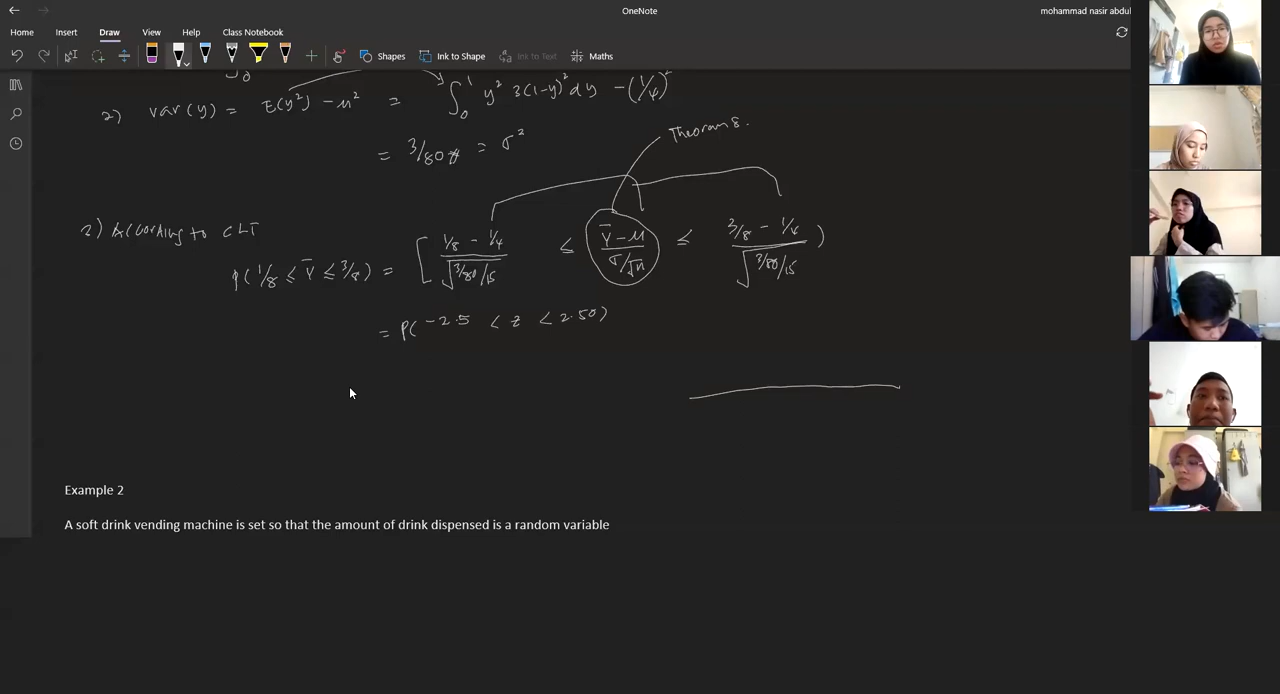 OneNote
mohammad nasir abdul
Home Insert Draw View Help Class Notebook
Shapes Ink to Shape Ink to Text Maths
2) var(y) = E(y²) - μ² = ∫₀¹ y² 3(1-y)² dy - (1/4)²
= 3/80 = σ²
Theorem 8.
2) According to CLT
P(1/8 ≤ Ȳ ≤ 3/8) = [ (1/8 - 1/4) / √(3/80/15) ≤ (Ȳ - μ) / (σ/√n) ≤ (3/8 - 1/4) / √(3/80/15) )
= P( -2.5 < z < 2.50)
Example 2
A soft drink vending machine is set so that the amount of drink dispensed is a random variable